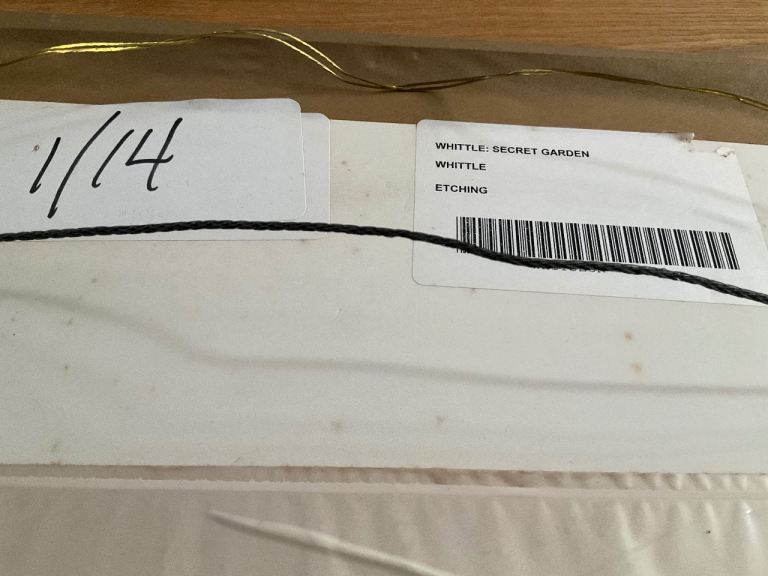 1/14
WHITTLE: SECRET GARDEN
WHITTLE
ETCHING